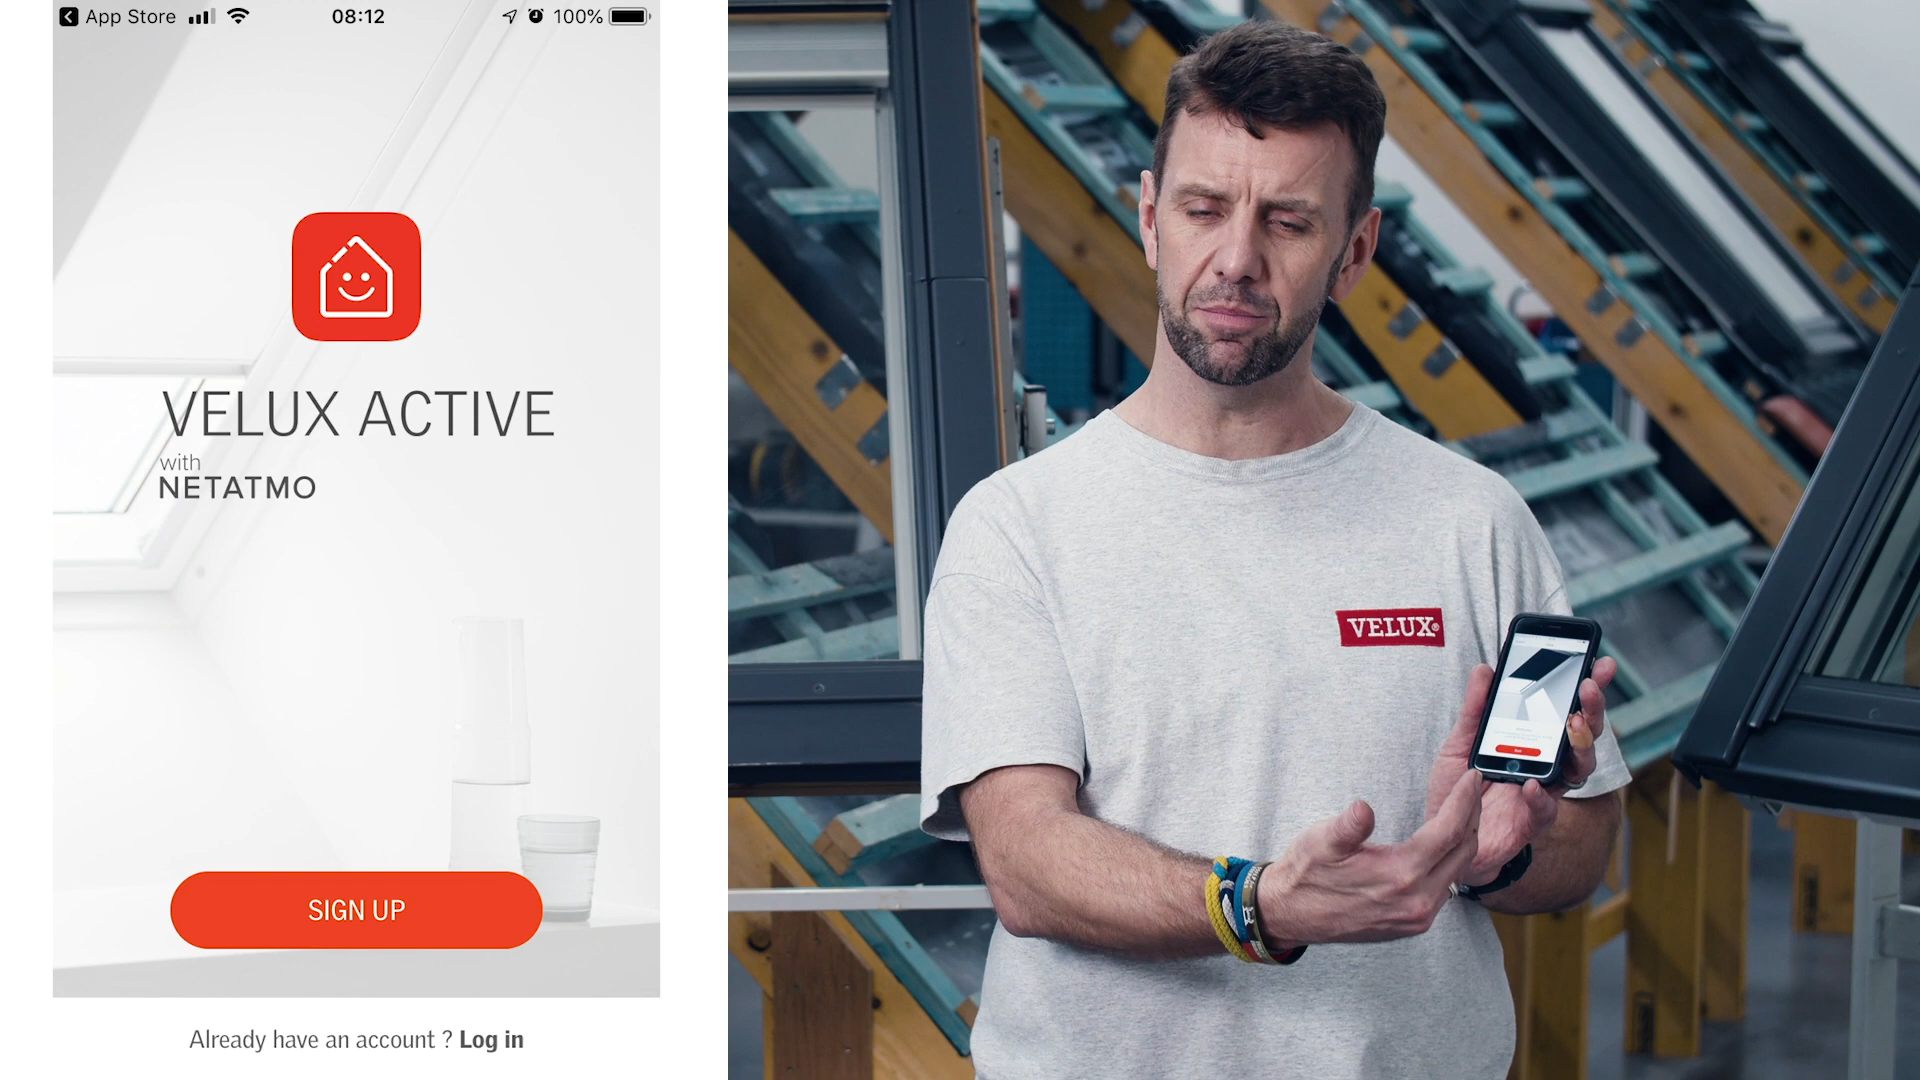 App Store
08:12
100%
VELUX ACTIVE
with
NETATMO
SIGN UP
Already have an account ? Log in
VELUX®